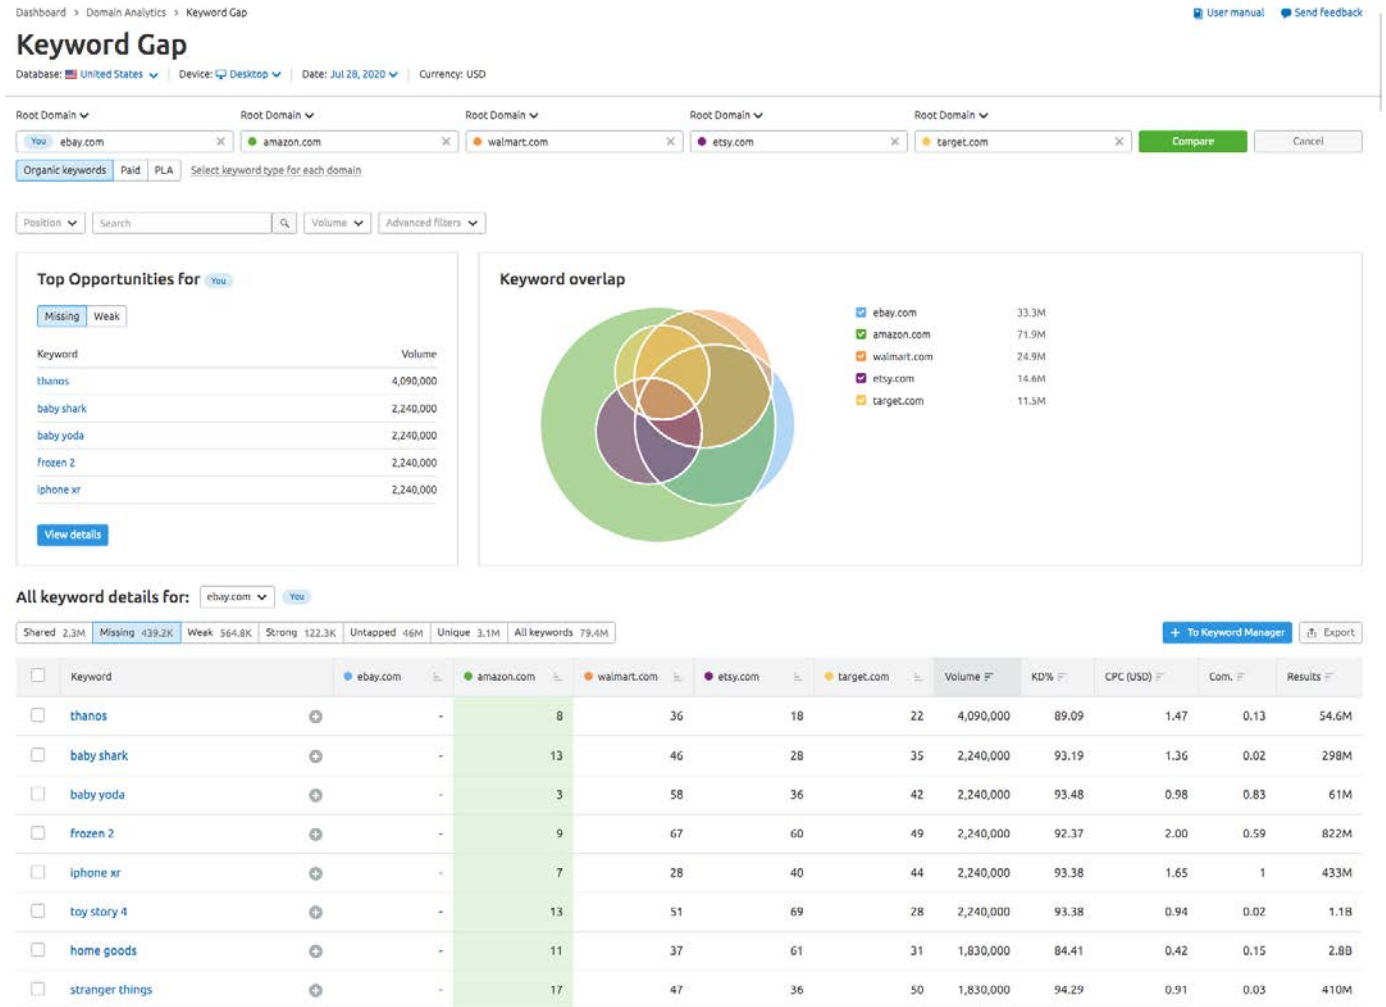 Dashboard > Domain Analytics > Keyword Gap
User manual Send feedback
Keyword Gap
Database: United States Device: Desktop Date: Jul 28, 2020 Currency: USD
Root Domain Root Domain Root Domain Root Domain Root Domain
You ebay.com amazon.com walmart.com etsy.com target.com Compare Cancel
Organic keywords Paid PLA Select keyword type for each domain
Position Search Volume Advanced filters
Top Opportunities for You
Missing Weak
Keyword Volume
thanos 4,090,000
baby shark 2,240,000
baby yoda 2,240,000
frozen 2 2,240,000
iphone xr 2,240,000
View details
Keyword overlap
ebay.com 33.3M
amazon.com 71.9M
walmart.com 24.9M
etsy.com 14.6M
target.com 11.5M
All keyword details for: ebay.com You
Shared 2.3M Missing 439.2K Weak 564.8K Strong 122.3K Untapped 46M Unique 3.1M All keywords 79.4M + To Keyword Manager Export
Keyword ebay.com amazon.com walmart.com etsy.com target.com Volume KD% CPC (USD) Com. Results
thanos - 8 36 18 22 4,090,000 89.09 1.47 0.13 54.6M
baby shark - 13 46 28 35 2,240,000 93.19 1.36 0.02 298M
baby yoda - 3 58 36 42 2,240,000 93.48 0.98 0.83 61M
frozen 2 - 9 67 60 49 2,240,000 92.37 2.00 0.59 822M
iphone xr - 7 28 40 44 2,240,000 93.38 1.65 1 433M
toy story 4 - 13 51 69 28 2,240,000 93.38 0.94 0.02 1.1B
home goods - 11 37 61 31 1,830,000 84.41 0.42 0.15 2.8B
stranger things - 17 47 36 50 1,830,000 94.29 0.91 0.03 410M